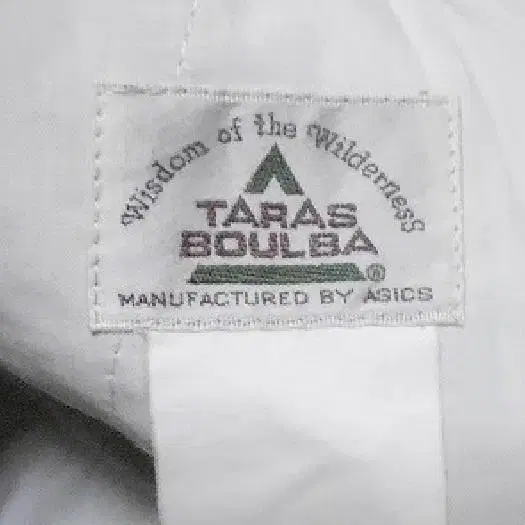 Wisdom of the Wilderness
TARAS
BOULBA
®
MANUFACTURED BY ASICS